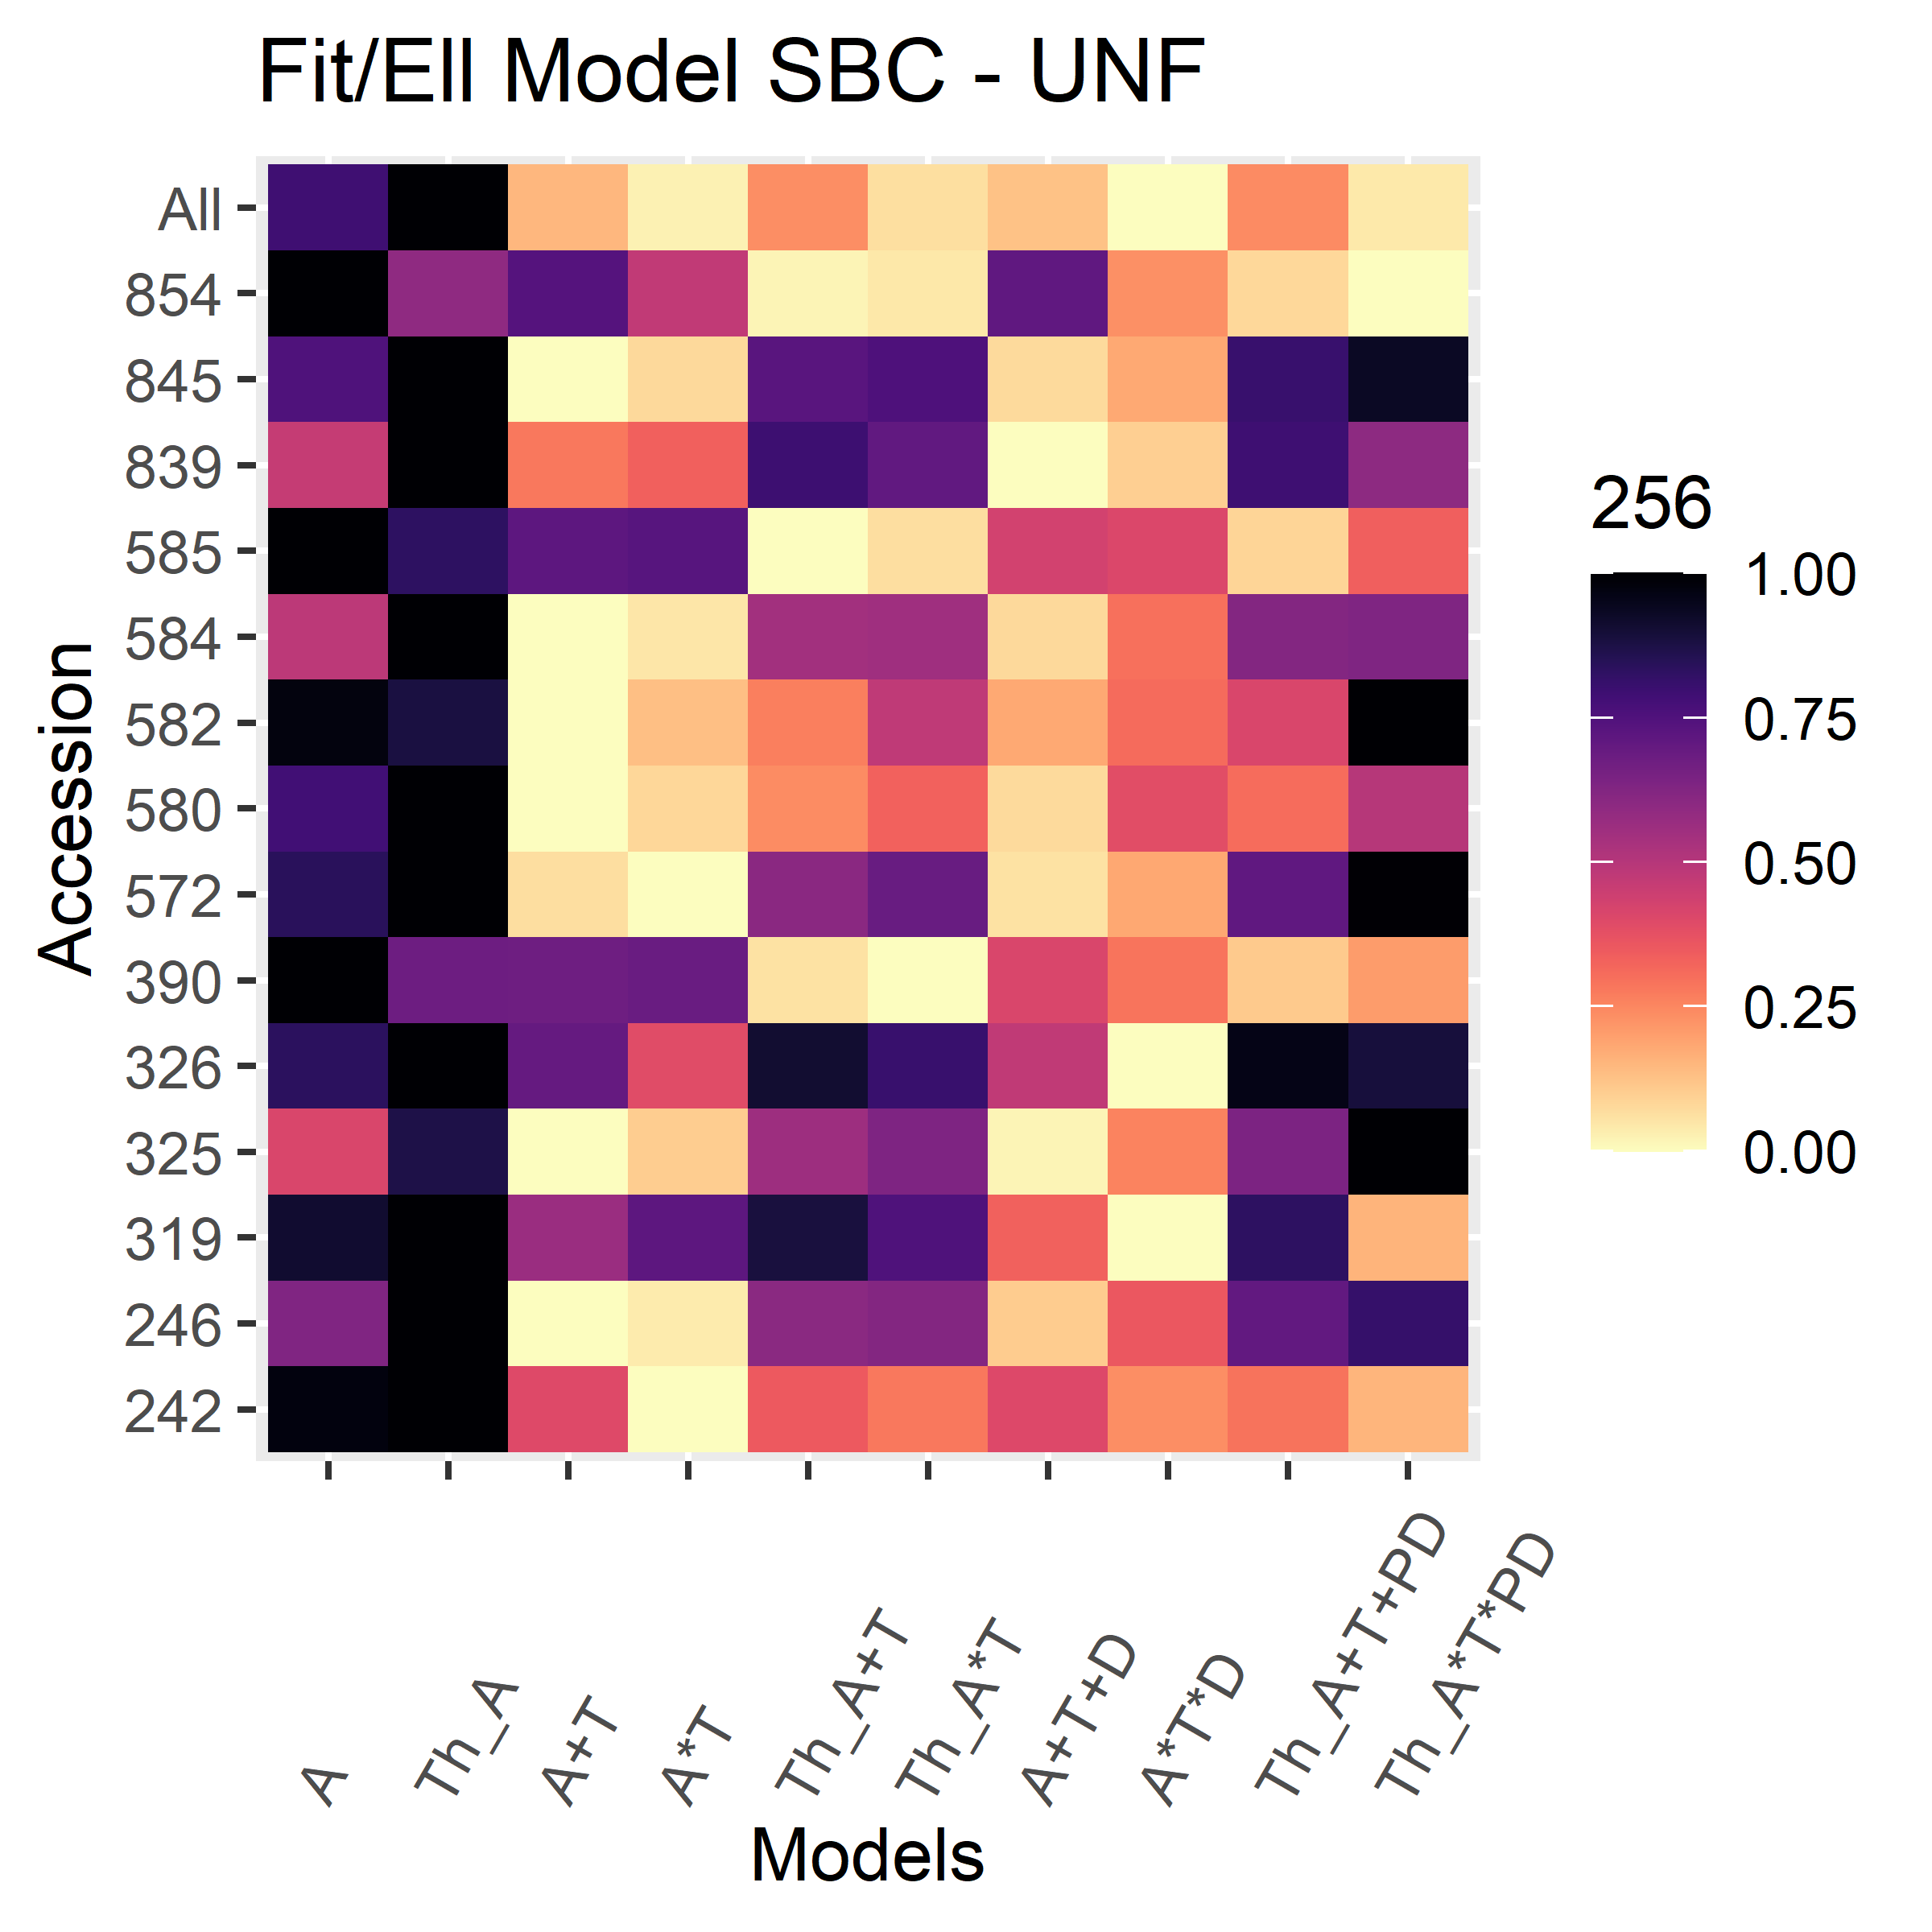 Fit/Ell Model SBC - UNF
Accession
All
854
845
839
585
584
582
580
572
390
326
325
319
246
242
A
Th_A
A+T
A*T
Th_A+T
Th_A*T
A+T+D
A*T*D
Th_A+T+PD
Th_A*T*PD
Models
256
1.00
0.75
0.50
0.25
0.00